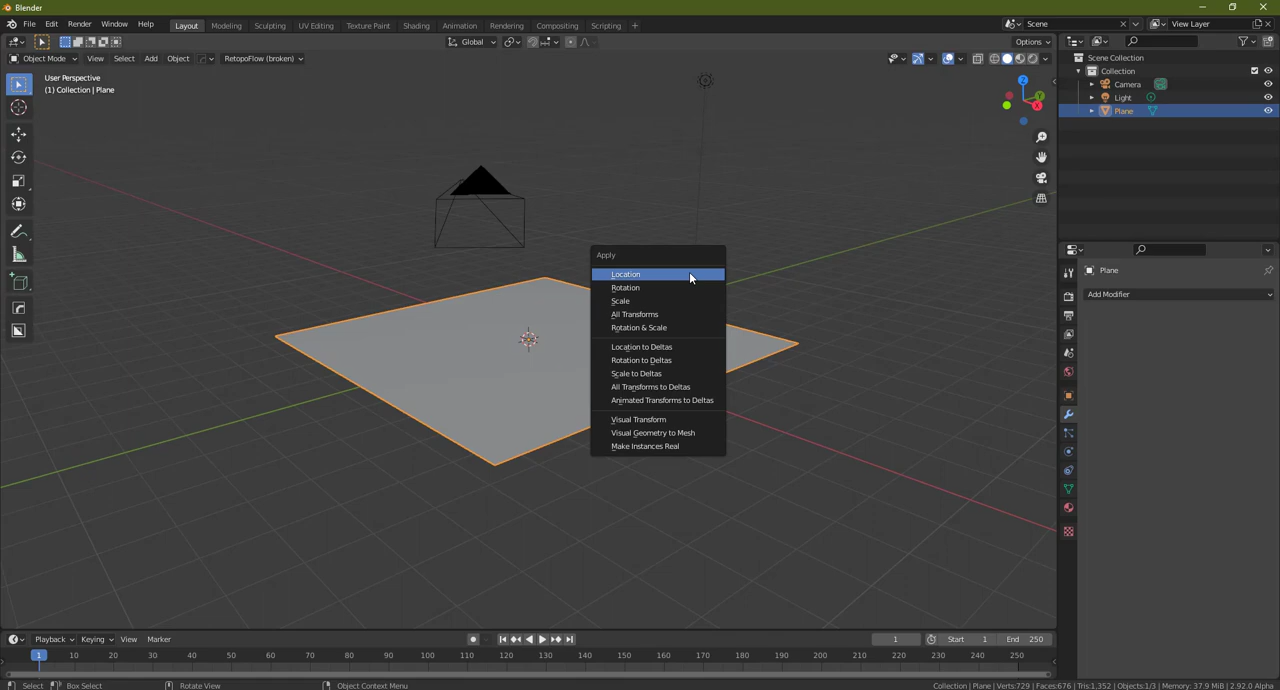 Blender
File Edit Render Window Help Layout Modeling Sculpting UV Editing Texture Paint Shading Animation Rendering Compositing Scripting + Scene View Layer
Global Options
Object Mode View Select Add Object RetopoFlow (broken)
User Perspective
(1) Collection | Plane
Z
Y
X
Scene Collection
Collection
Camera
Light
Plane
Plane
Add Modifier
Apply
Location
Rotation
Scale
All Transforms
Rotation & Scale
Location to Deltas
Rotation to Deltas
Scale to Deltas
All Transforms to Deltas
Animated Transforms to Deltas
Visual Transform
Visual Geometry to Mesh
Make Instances Real
Playback Keying View Marker 1 Start 1 End 250
1 10 20 30 40 50 60 70 80 90 100 110 120 130 140 150 160 170 180 190 200 210 220 230 240 250
Select Box Select Rotate View Object Context Menu Collection | Plane | Verts:729 | Faces:676 | Tris:1,352 | Objects:1/3 | Memory: 37.9 MiB | 2.92.0 Alpha